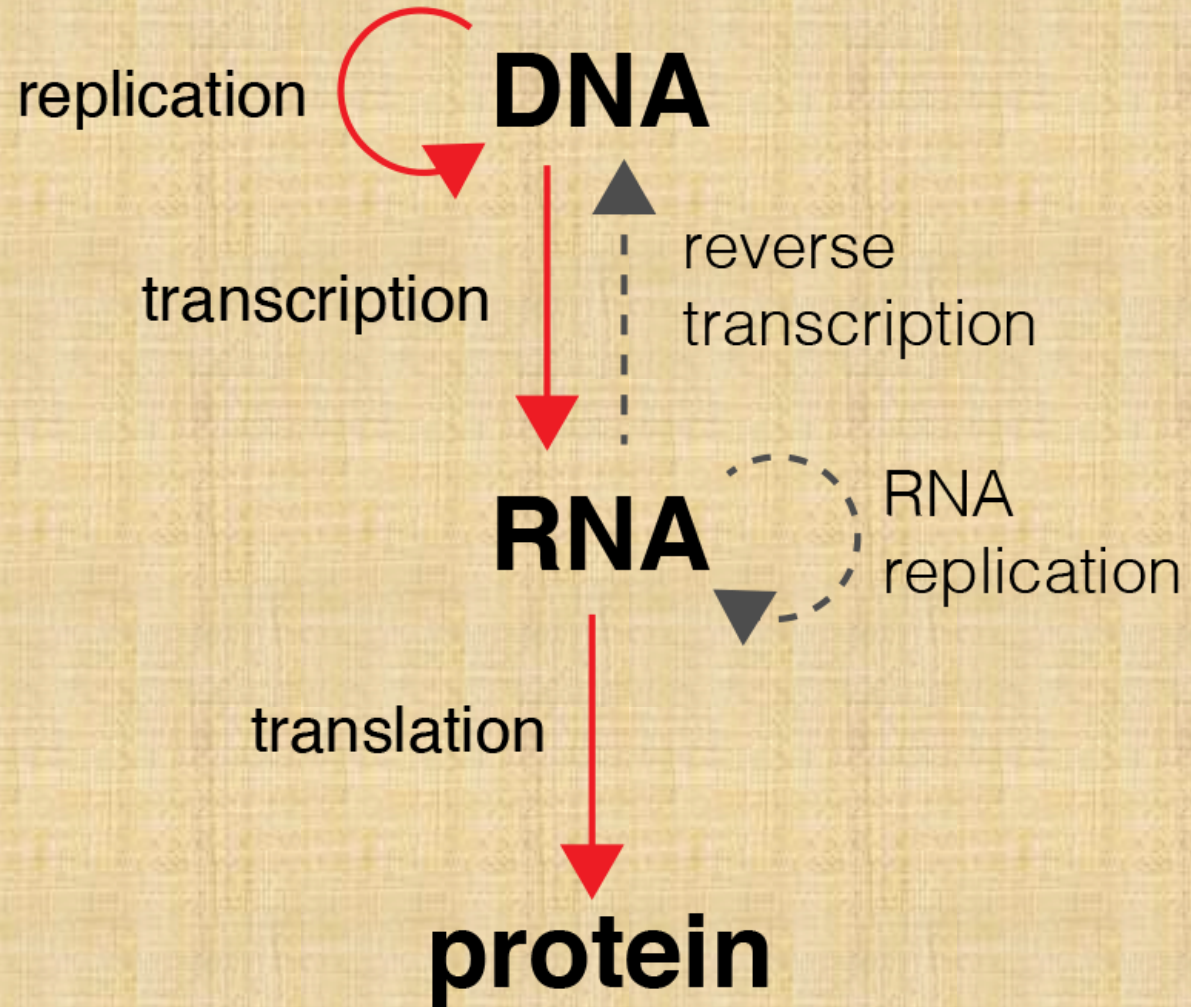 DNA
replication
transcription
reverse
transcription
RNA
RNA
replication
translation
protein